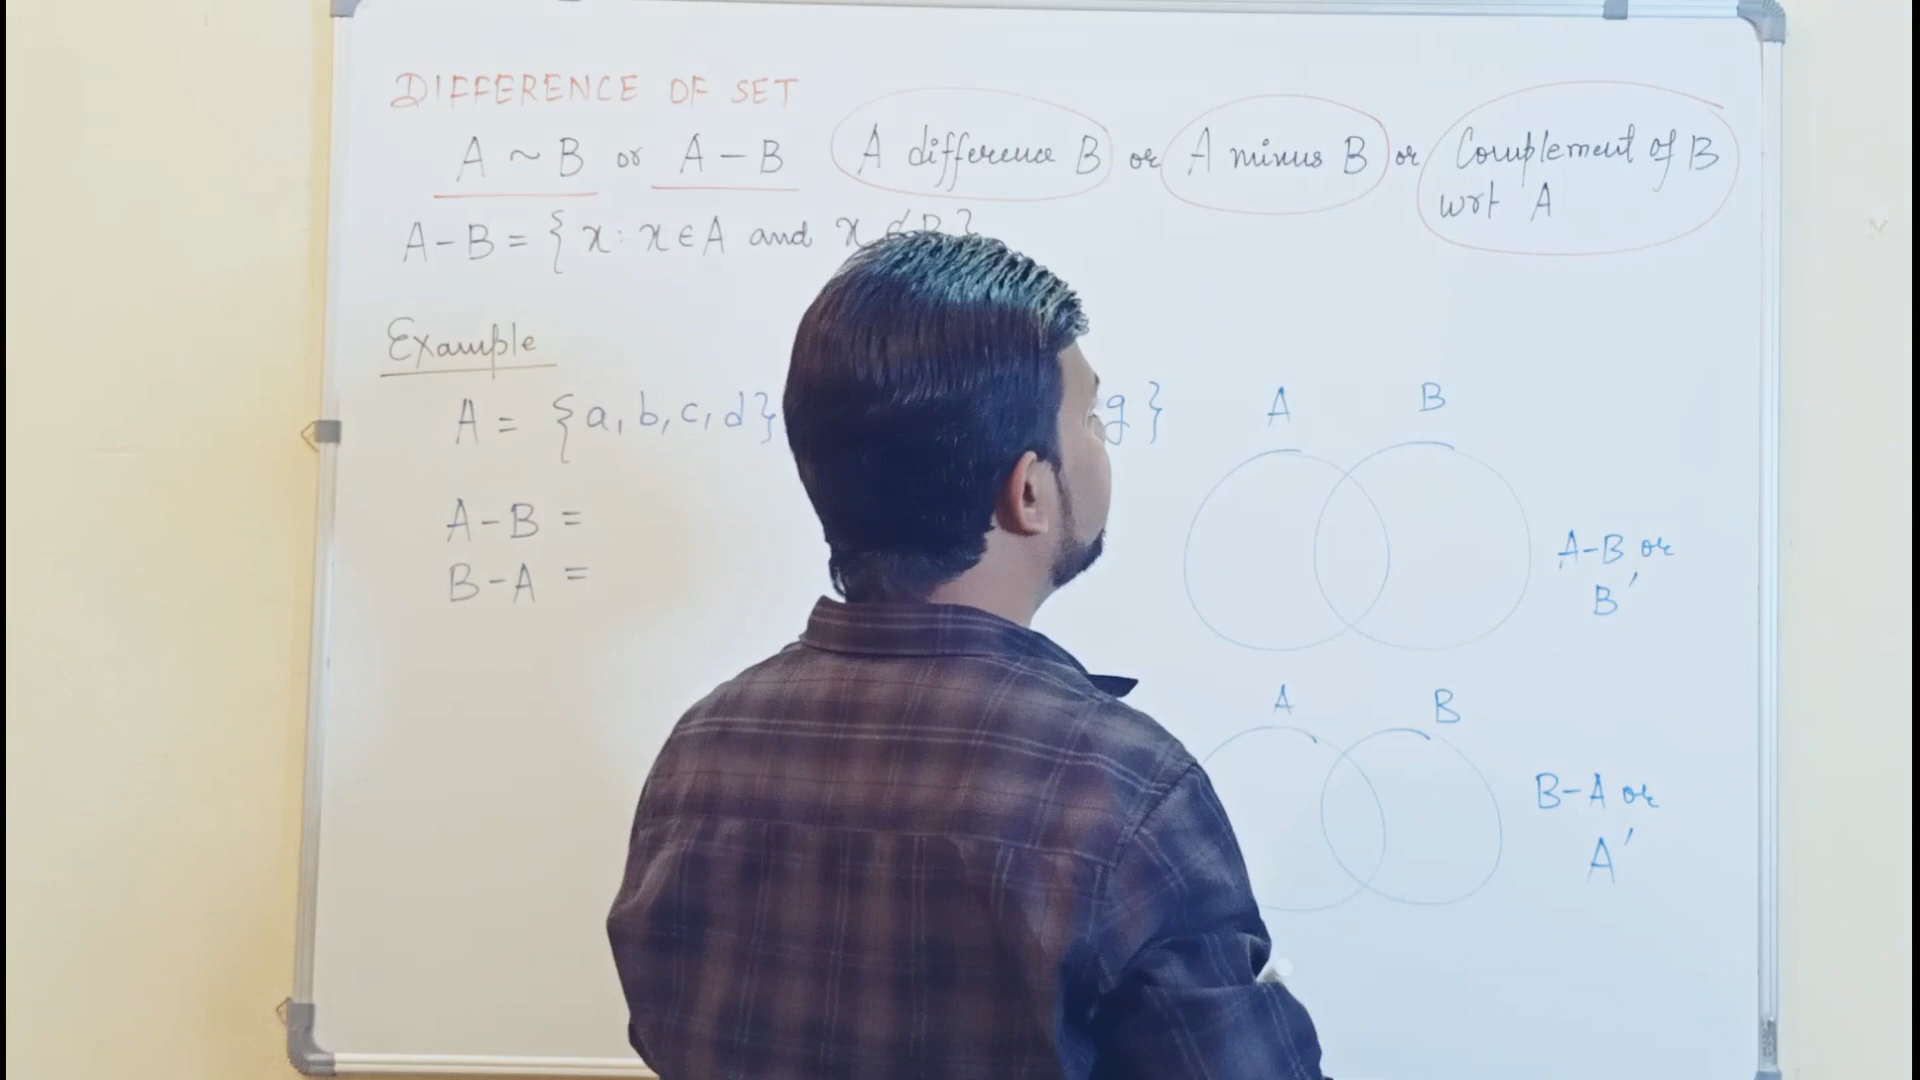 DIFFERENCE OF SET
A ~ B or A - B A difference B or A minus B or Complement of B
wrt A
A-B = { x : x ∈ A and x ∉ B }
Example
A = {a, b, c, d} g }
A-B =
B-A =
A B
A-B or
B′
A B
B-A or
A′